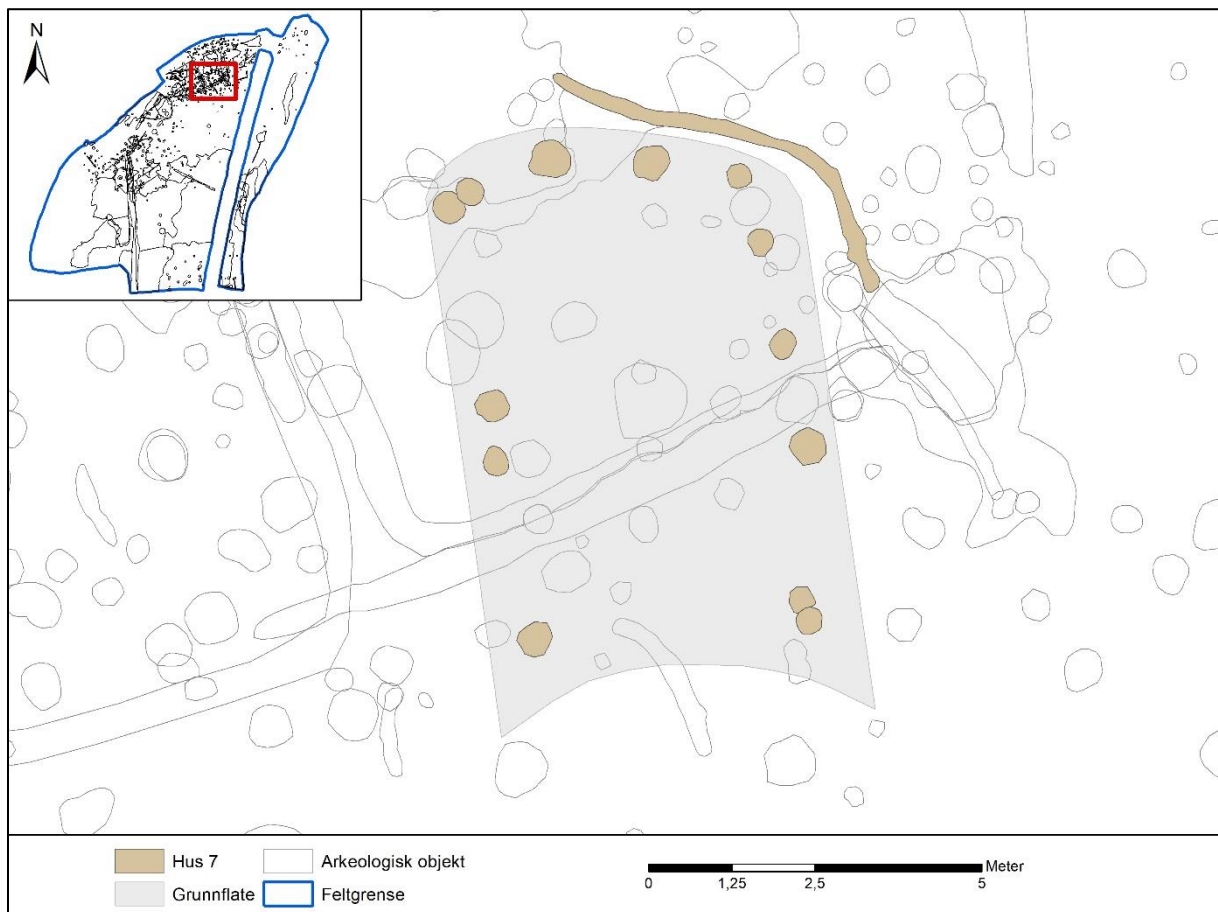 N
Hus 7
Arkeologisk objekt
Grunnflate
Feltgrense
Meter
0 1,25 2,5 5